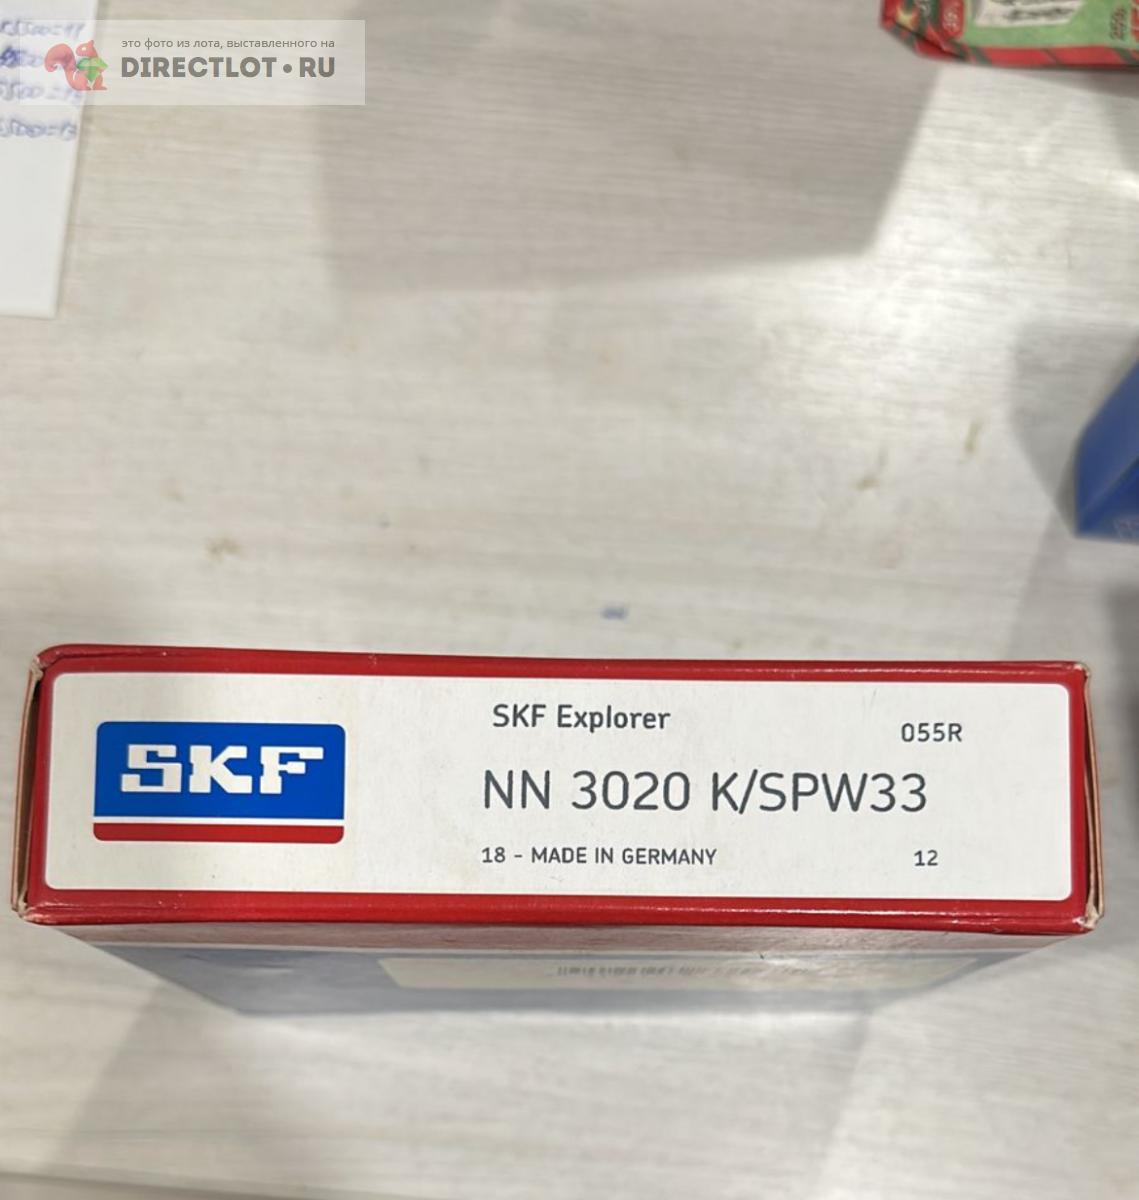 это фото из лота, выставленного на
DIRECTLOT•RU
SKF
SKF Explorer
055R
NN 3020 K/SPW33
18 - MADE IN GERMANY
12